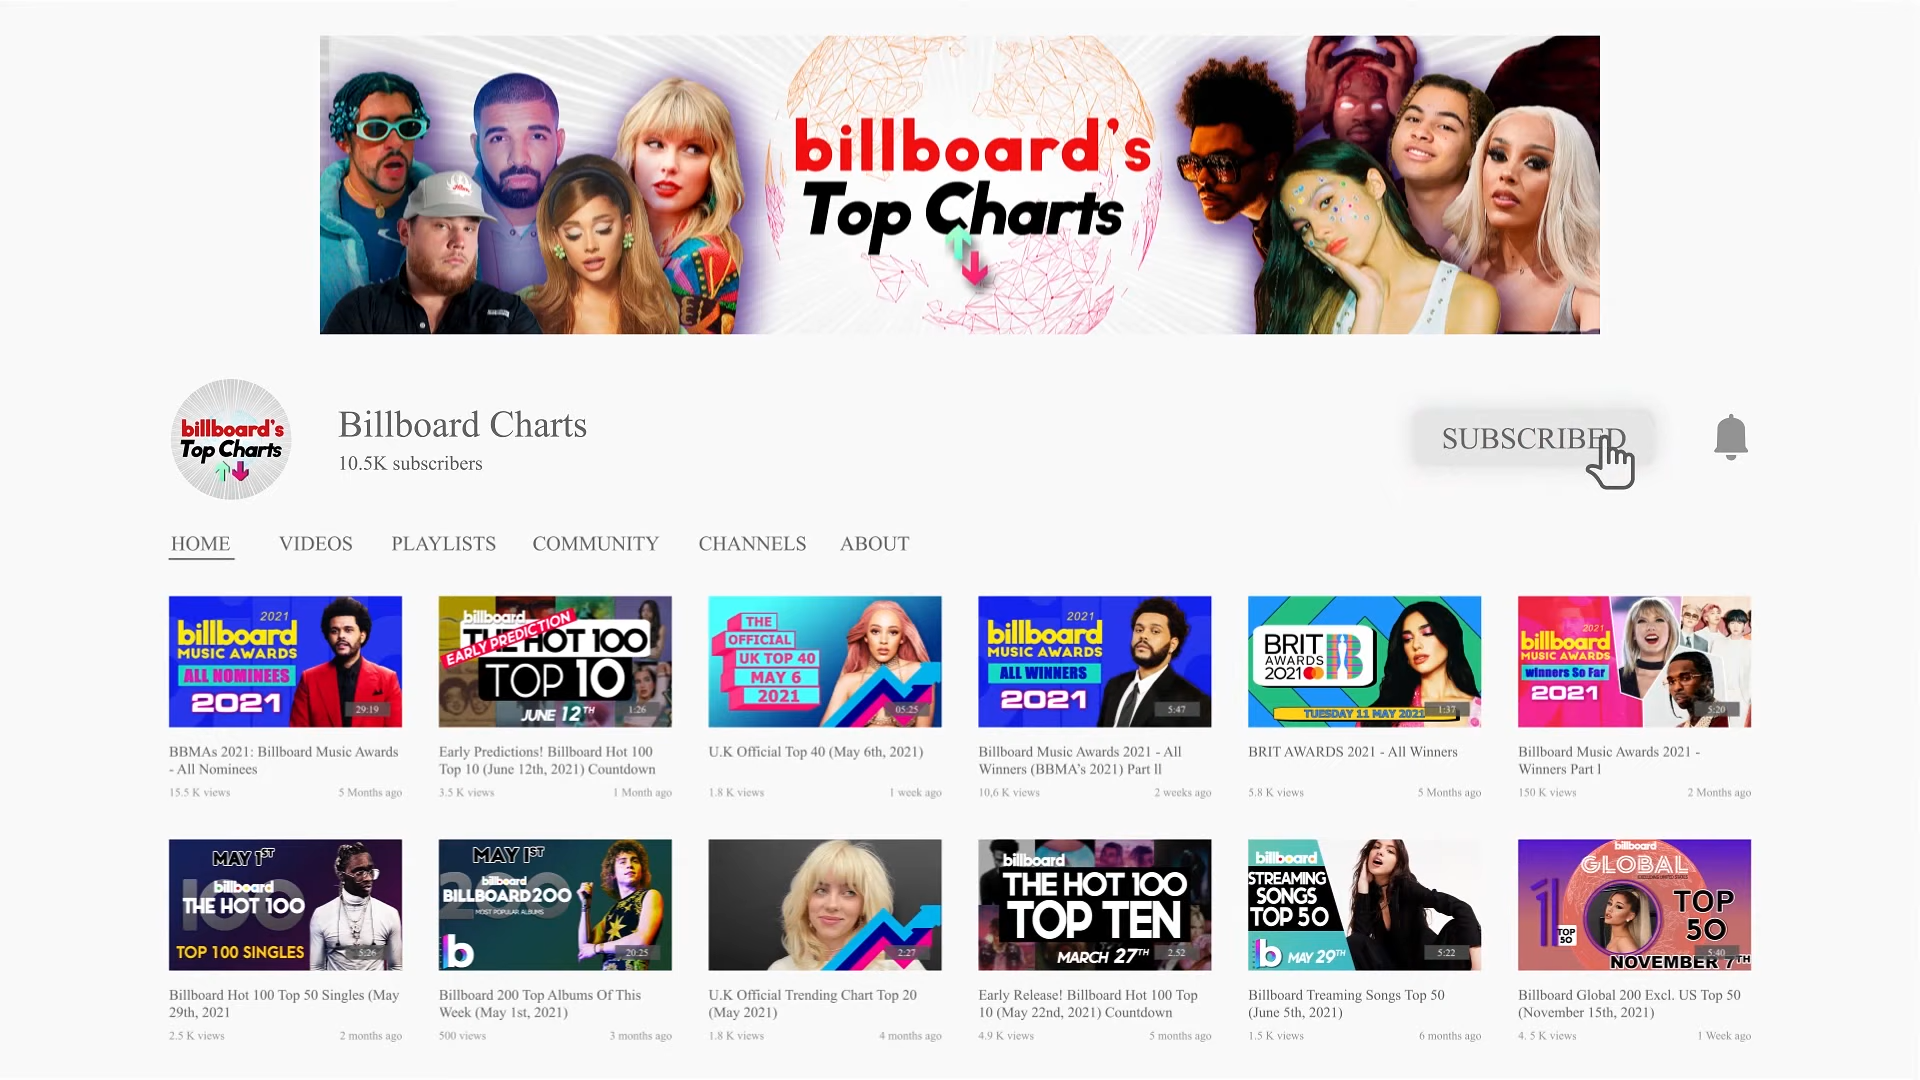 billboard's
Top Charts
billboard's
Top Charts
Billboard Charts
10.5K subscribers
SUBSCRIBED
HOME
VIDEOS
PLAYLISTS
COMMUNITY
CHANNELS
ABOUT
2021
billboard
MUSIC AWARDS
ALL NOMINEES
2021
29:19
BBMAs 2021: Billboard Music Awards
- All Nominees
15.5 K views
5 Months ago
billboard
THE HOT 100
EARLY PREDICTION
TOP 10
JUNE 12TH
1:26
Early Predictions! Billboard Hot 100
Top 10 (June 12th, 2021) Countdown
3.5 K views
1 Month ago
THE
OFFICIAL
UK TOP 40
MAY 6
2021
05:25
U.K Official Top 40 (May 6th, 2021)
1.8 K views
1 week ago
2021
billboard
MUSIC AWARDS
ALL WINNERS
2021
5:47
Billboard Music Awards 2021 - All
Winners (BBMA's 2021) Part ll
10,6 K views
2 weeks ago
BRIT
AWARDS
2021
TUESDAY 11 MAY 2021
1:37
BRIT AWARDS 2021 - All Winners
5.8 K views
5 Months ago
2021
billboard
MUSIC AWARDS
winners So Far
2021
5:20
Billboard Music Awards 2021 -
Winners Part l
150 K views
2 Months ago
MAY 1ST
100
billboard
THE HOT 100
TOP 100 SINGLES
5:26
Billboard Hot 100 Top 50 Singles (May
29th, 2021
2.5 K views
2 months ago
MAY 1ST
200
billboard
BILLBOARD 200
MOST POPULAR ALBUMS
b
20:25
Billboard 200 Top Albums Of This
Week (May 1st, 2021)
500 views
3 months ago
2:27
U.K Official Trending Chart Top 20
(May 2021)
1.8 K views
4 months ago
billboard
THE HOT 100
TOP TEN
MARCH 27TH
2.52
Early Release! Billboard Hot 100 Top
10 (May 22nd, 2021) Countdown
4.9 K views
5 months ago
billboard
STREAMING
SONGS
TOP 50
b MAY 29TH
5:22
Billboard Treaming Songs Top 50
(June 5th, 2021)
1.5 K views
6 months ago
billboard
GLOBAL
TOP
50
TOP
50
5:40
NOVEMBER 7TH
Billboard Global 200 Excl. US Top 50
(November 15th, 2021)
4. 5 K views
1 Week ago